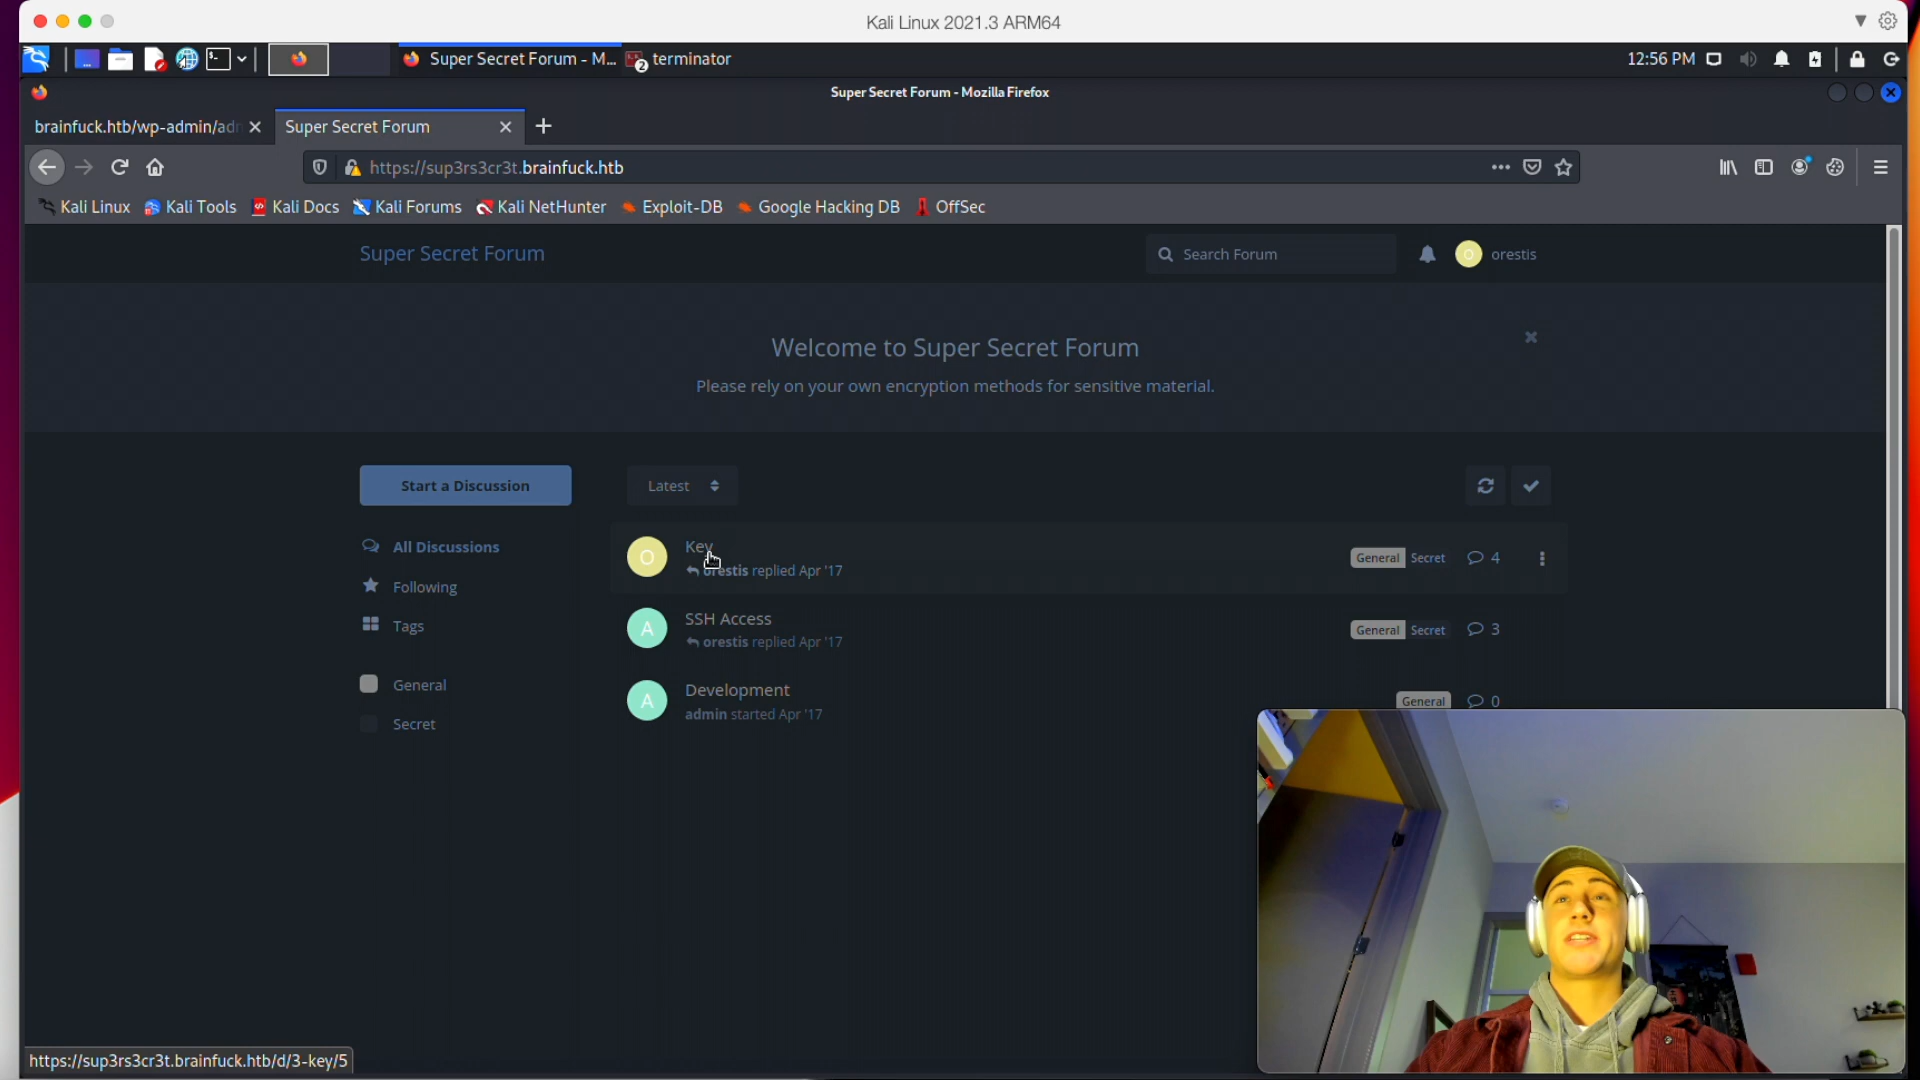 Kali Linux 2021.3 ARM64
Super Secret Forum - M...
2 terminator
12:56 PM
Super Secret Forum - Mozilla Firefox
brainfuck.htb/wp-admin/adm
Super Secret Forum
https://sup3rs3cr3t.brainfuck.htb
Kali Linux Kali Tools Kali Docs Kali Forums Kali NetHunter Exploit-DB Google Hacking DB OffSec
Super Secret Forum
Search Forum
O orestis
Welcome to Super Secret Forum
Please rely on your own encryption methods for sensitive material.
Start a Discussion
Latest
All Discussions
Following
Tags
General
Secret
O Key
orestis replied Apr '17
General Secret 4
A SSH Access
orestis replied Apr '17
General Secret 3
A Development
admin started Apr '17
General 0
https://sup3rs3cr3t.brainfuck.htb/d/3-key/5